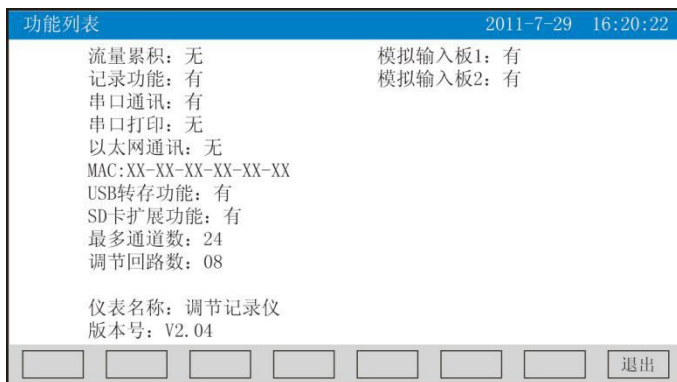 功能列表 2011-7-29 16:20:22
流量累积：无 模拟输入板1：有
记录功能：有 模拟输入板2：有
串口通讯：有
串口打印：无
以太网通讯：无
MAC:XX-XX-XX-XX-XX-XX
USB转存功能：有
SD卡扩展功能：有
最多通道数：24
调节回路数：08
仪表名称：调节记录仪
版本号：V2.04
退出